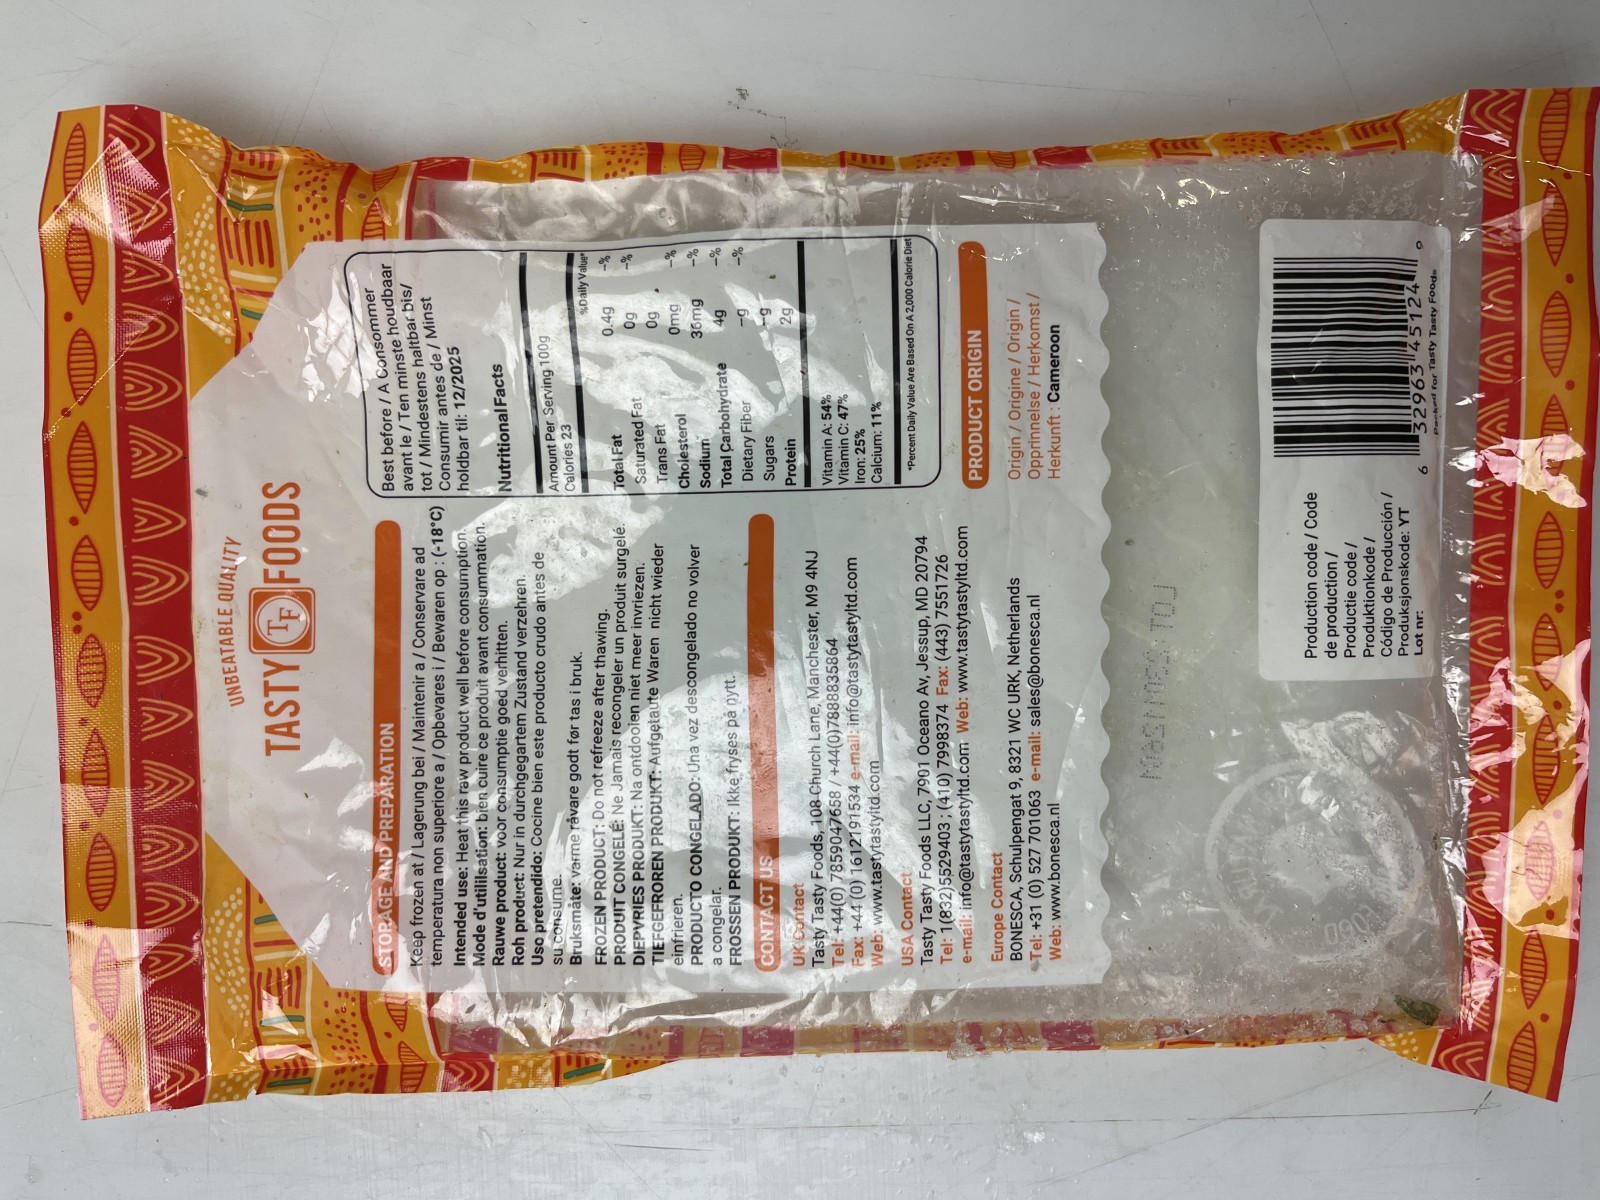 UNBEATABLE QUALITY
TASTY TF FOODS
STORAGE AND PREPARATION
Keep frozen at / Lagerung bei / Maintenir a / Conservare ad
temperatura non superiore a / Opbevares i / Bewaren op : (-18°C)
Intended use: Heat this raw product well before consumption.
Mode d'utililsation: bien cuire ce produit avant consummation.
Rauwe product: voor consumptie goed verhitten.
Roh product: Nur in durchgegartem Zustand verzehren.
Uso pretendido: Cocine bien este producto crudo antes de
su consume.
Bruksmåte: varme råvare godt før tas i bruk.
FROZEN PRODUCT: Do not refreeze after thawing.
PRODUIT CONGELÉ: Ne Jamais recongeler un produit surgelé.
DIEPVRIES PRODUKT: Na ontdooien niet meer invriezen.
TIEFGEFROREN PRODUKT: Aufgetaute Waren nicht wieder
einfrieren.
PRODUCTO CONGELADO: Una vez descongelado no volver
a congelar.
FROSSEN PRODUKT: Ikke fryses på nytt.
CONTACT US
UK Contact
Tasty Tasty Foods, 108 Church Lane, Manchester, M9 4NJ
Tel: +44(0) 7859047658 / +44(0)7888835864
Fax: +44 (0) 1612191534 e-mail: info@tastytastyltd.com
Web: www.tastytastyltd.com
USA Contact
Tasty Tasty Foods LLC, 7901 Oceano Av, Jessup, MD 20794
Tel: 1(832)5529403 ; (410) 7998374 Fax: (443) 7551726
e-mail: info@tastytastyltd.com Web: www.tastytastyltd.com
Europe Contact
BONESCA, Schulpengat 9, 8321 WC URK, Netherlands
Tel: +31 (0) 527 701063 e-mail: sales@bonesca.nl
Web: www.bonesca.nl
Best before / A Consommer
avant le / Ten minste houdbaar
tot / Mindestens haltbar bis/
Consumir antes de / Minst
holdbar til: 12/2025
Nutritional Facts
Amount Per Serving 100g
Calories 23
%Daily Value*
Total Fat 0.4g –%
Saturated Fat 0g –%
Trans Fat 0g
Cholesterol 0mg –%
Sodium 36mg –%
Total Carbohydrate 4g –%
Dietary Fiber –g –%
Sugars –g
Protein 2g
Vitamin A: 54%
Vitamin C: 47%
Iron: 25%
Calcium: 11%
*Percent Daily Value Are Based On A 2,000 Calorie Diet
PRODUCT ORIGIN
Origin / Origine / Origin /
Opprinnelse / Herkomst /
Herkunft : Cameroon
Production code / Code
de production /
Productie code /
Produktionkode /
Código de Producción /
Produksjonskode: YT
Lot nr:
6 32963 45124 9
Packed for Tasty Tasty Foods